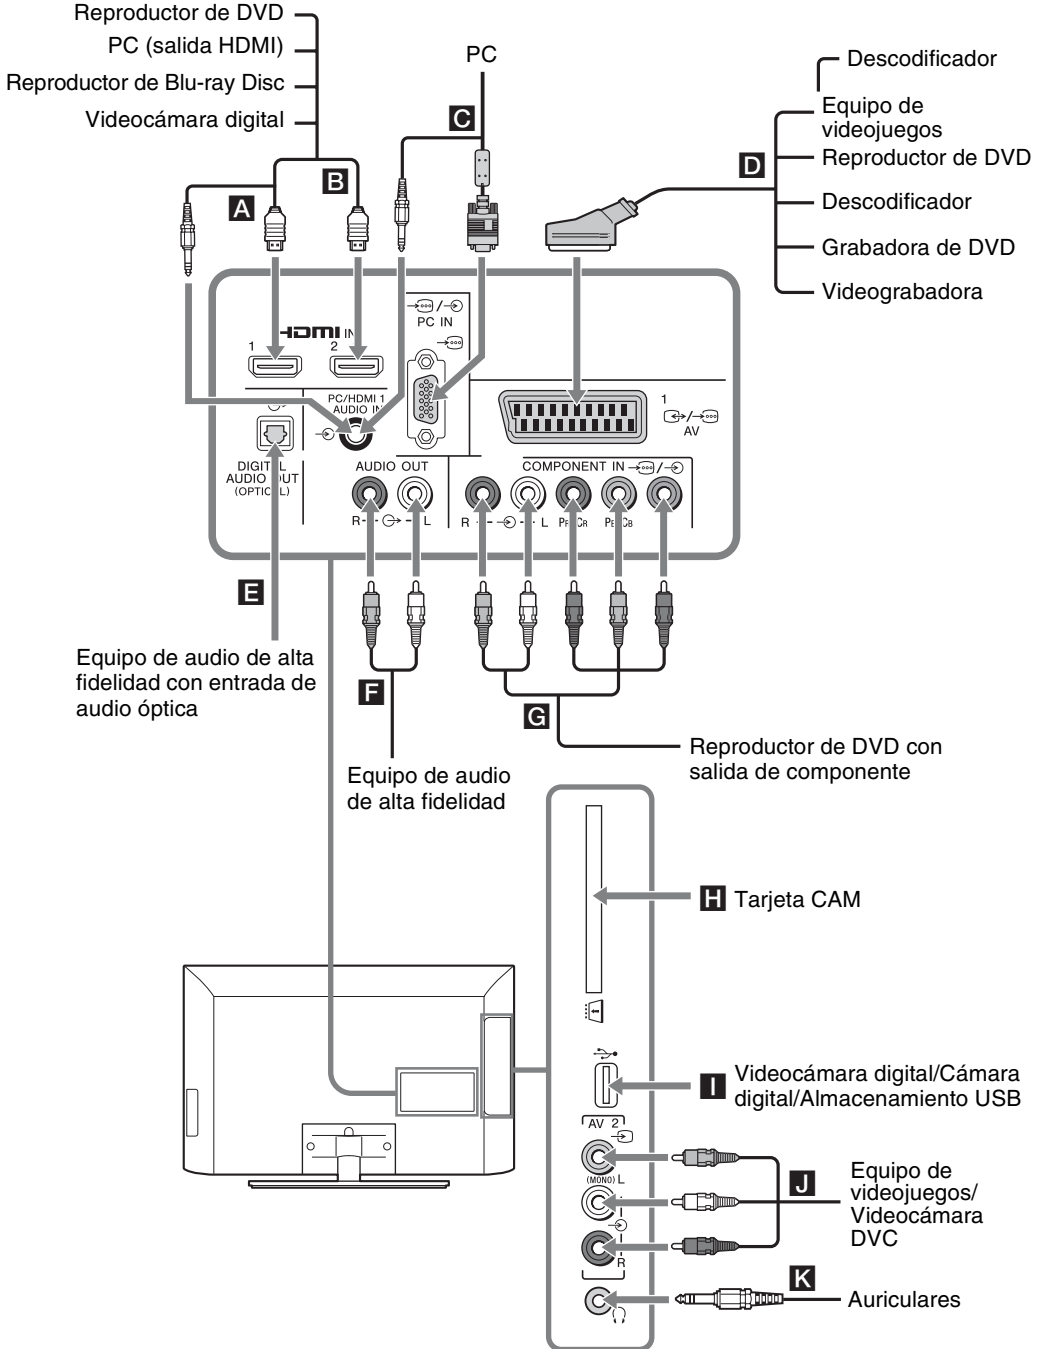 Reproductor de DVD
PC (salida HDMI)
Reproductor de Blu-ray Disc
Videocámara digital
PC
Descodificador
Equipo de
videojuegos
Reproductor de DVD
Descodificador
Grabadora de DVD
Videograbadora
A
B
C
D
HDMI IN
1
2
PC IN
PC/HDMI 1
AUDIO IN
1
AV
DIGITAL
AUDIO OUT
(OPTICAL)
AUDIO OUT
R
L
COMPONENT IN
R
L
PR/CR
PB/CB
E
Equipo de audio de alta
fidelidad con entrada de
audio óptica
F
Equipo de audio
de alta fidelidad
G
Reproductor de DVD con
salida de componente
H Tarjeta CAM
I Videocámara digital/Cámara
digital/Almacenamiento USB
AV 2
(MONO) L
R
J
Equipo de
videojuegos/
Videocámara
DVC
K
Auriculares